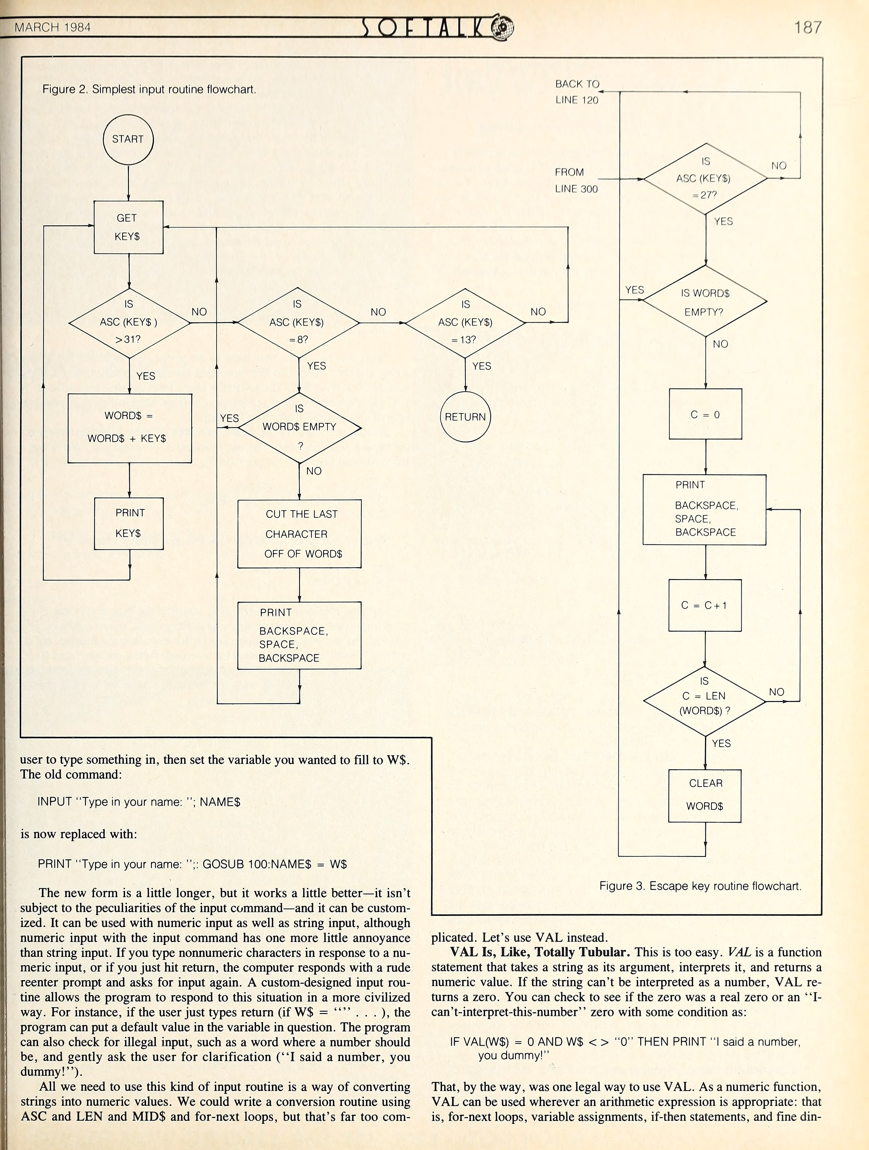 MARCH 1984
SOFTALK
187
Figure 2. Simplest input routine flowchart.
START
GET
KEY$
IS
ASC (KEY$ )
>31?
NO
YES
WORD$ =
WORD$ + KEY$
PRINT
KEY$
IS
ASC (KEY$)
=8?
NO
YES
IS
WORD$ EMPTY
?
YES
NO
CUT THE LAST
CHARACTER
OFF OF WORD$
PRINT
BACKSPACE,
SPACE,
BACKSPACE
IS
ASC (KEY$)
=13?
NO
YES
RETURN
BACK TO
LINE 120
FROM
LINE 300
IS
ASC (KEY$)
=27?
NO
YES
IS WORD$
EMPTY?
YES
NO
C = 0
PRINT
BACKSPACE,
SPACE,
BACKSPACE
C = C+1
IS
C = LEN
(WORD$) ?
NO
YES
CLEAR
WORD$
Figure 3. Escape key routine flowchart.
user to type something in, then set the variable you wanted to fill to W$.
The old command:
INPUT "Type in your name: "; NAME$
is now replaced with:
PRINT "Type in your name: ";: GOSUB 100:NAME$ = W$
The new form is a little longer, but it works a little better—it isn't
subject to the peculiarities of the input command—and it can be custom-
ized. It can be used with numeric input as well as string input, although
numeric input with the input command has one more little annoyance
than string input. If you type nonnumeric characters in response to a nu-
meric input, or if you just hit return, the computer responds with a rude
reenter prompt and asks for input again. A custom-designed input rou-
tine allows the program to respond to this situation in a more civilized
way. For instance, if the user just types return (if W$ = "" . . . ), the
program can put a default value in the variable in question. The program
can also check for illegal input, such as a word where a number should
be, and gently ask the user for clarification ("I said a number, you
dummy!").
All we need to use this kind of input routine is a way of converting
strings into numeric values. We could write a conversion routine using
ASC and LEN and MID$ and for-next loops, but that's far too com-
plicated. Let's use VAL instead.
VAL Is, Like, Totally Tubular. This is too easy. VAL is a function
statement that takes a string as its argument, interprets it, and returns a
numeric value. If the string can't be interpreted as a number, VAL re-
turns a zero. You can check to see if the zero was a real zero or an "I-
can't-interpret-this-number" zero with some condition as:
IF VAL(W$) = 0 AND W$ < > "0" THEN PRINT "I said a number,
you dummy!"
That, by the way, was one legal way to use VAL. As a numeric function,
VAL can be used wherever an arithmetic expression is appropriate: that
is, for-next loops, variable assignments, if-then statements, and fine din-